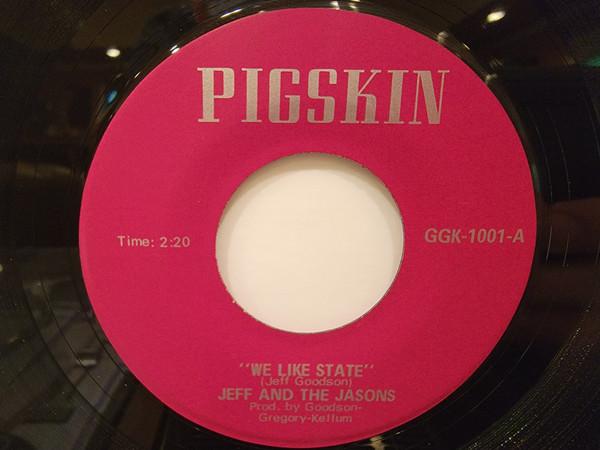 PIGSKIN
Time: 2:20
GGK-1001-A
"WE LIKE STATE"
(Jeff Goodson)
JEFF AND THE JASONS
Prod. by Goodson-
Gregory-Kellum